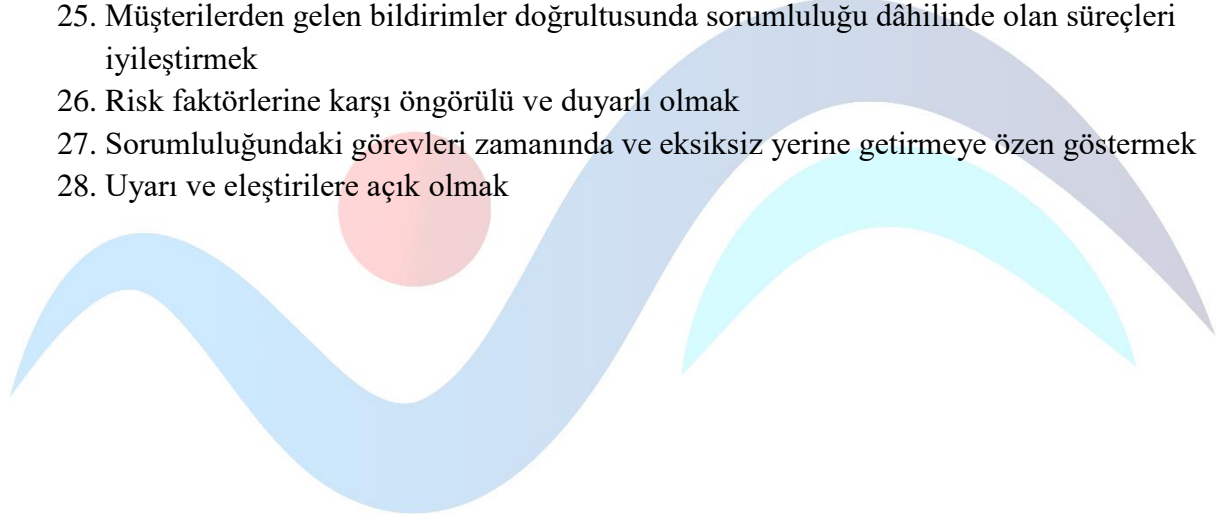 25. Müşterilerden gelen bildirimler doğrultusunda sorumluluğu dâhilinde olan süreçleri
iyileştirmek
26. Risk faktörlerine karşı öngörülü ve duyarlı olmak
27. Sorumluluğundaki görevleri zamanında ve eksiksiz yerine getirmeye özen göstermek
28. Uyarı ve eleştirilere açık olmak